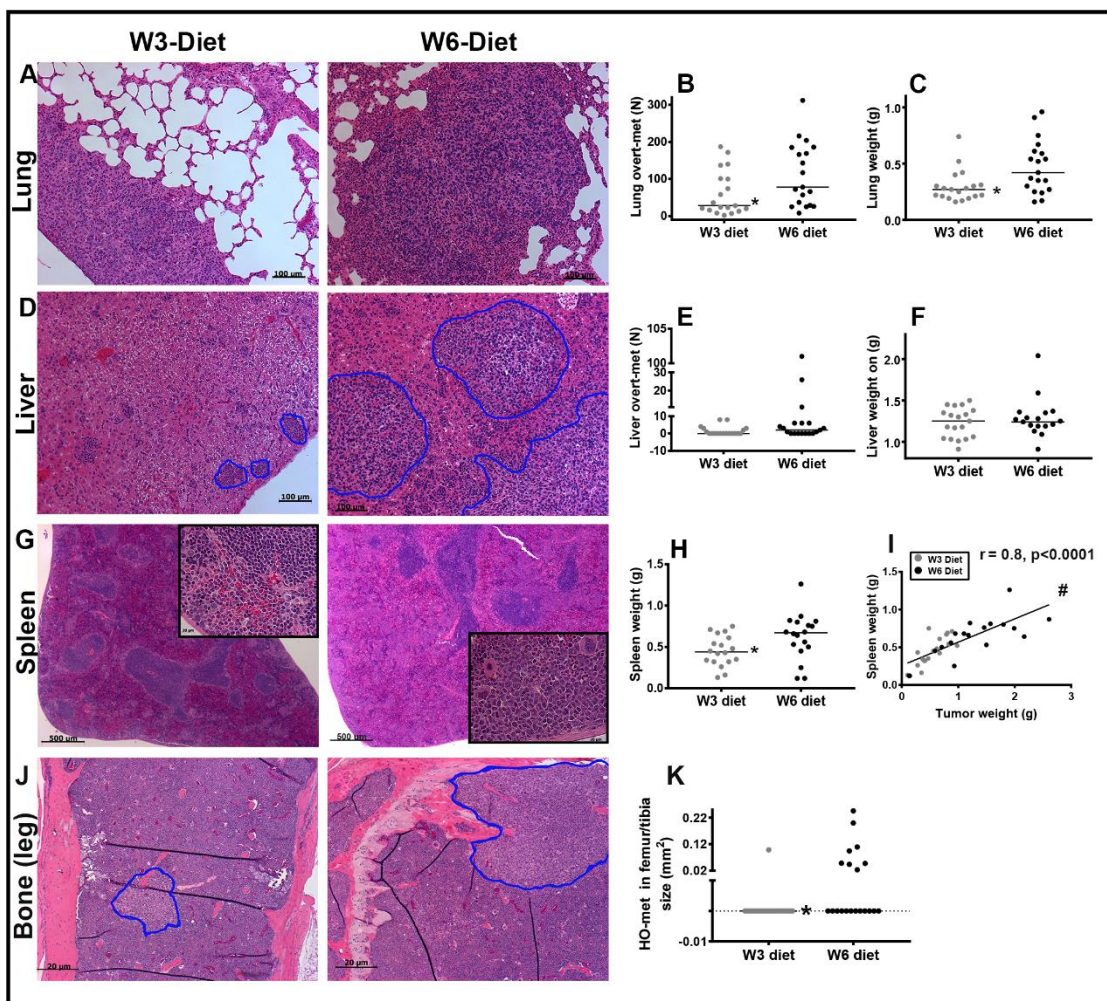 W3-Diet
W6-Diet
A
Lung
100 µm
100 µm
B
Lung overt-met (N)
300
200
100
0
W3 diet
W6 diet
*
C
Lung weight (g)
1.0
0.5
0.0
W3 diet
W6 diet
*
D
Liver
100 µm
100 µm
E
Liver overt-met (N)
105
100
30
20
10
0
-10
W3 diet
W6 diet
F
Liver weight on (g)
2.0
1.5
1.0
W3 diet
W6 diet
G
Spleen
500 µm
500 µm
H
Spleen weight (g)
1.5
1.0
0.5
0.0
W3 diet
W6 diet
*
I
r = 0.8, p<0.0001
W3 Diet
W6 Diet
#
Spleen weight (g)
1.5
1.0
0.5
0.0
0
1
2
3
Tumor weight (g)
J
Bone (leg)
20 µm
20 µm
K
HO-met in femur/tibia
size (mm²)
0.22
0.12
0.02
-0.01
W3 diet
W6 diet
*